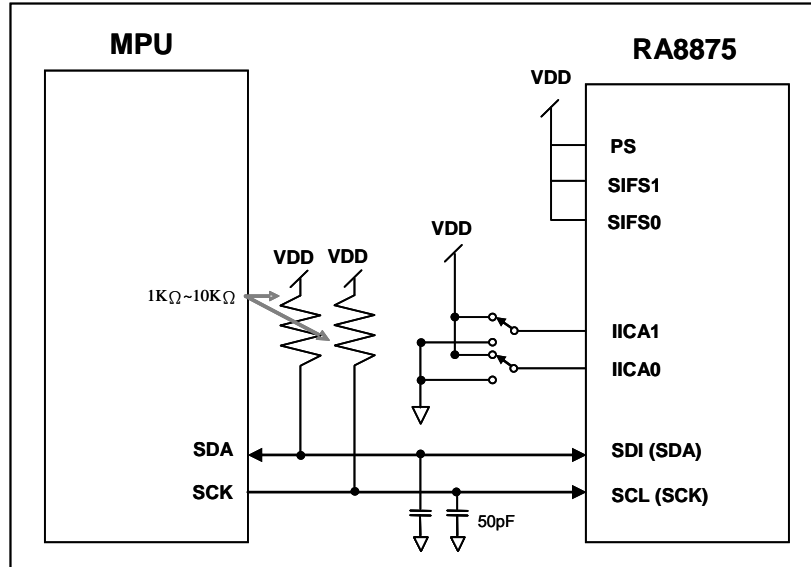 MPU
RA8875
VDD
PS
SIFS1
SIFS0
VDD
VDD VDD
1KΩ~10KΩ
IICA1
IICA0
SDA
SDI (SDA)
SCK
SCL (SCK)
50pF